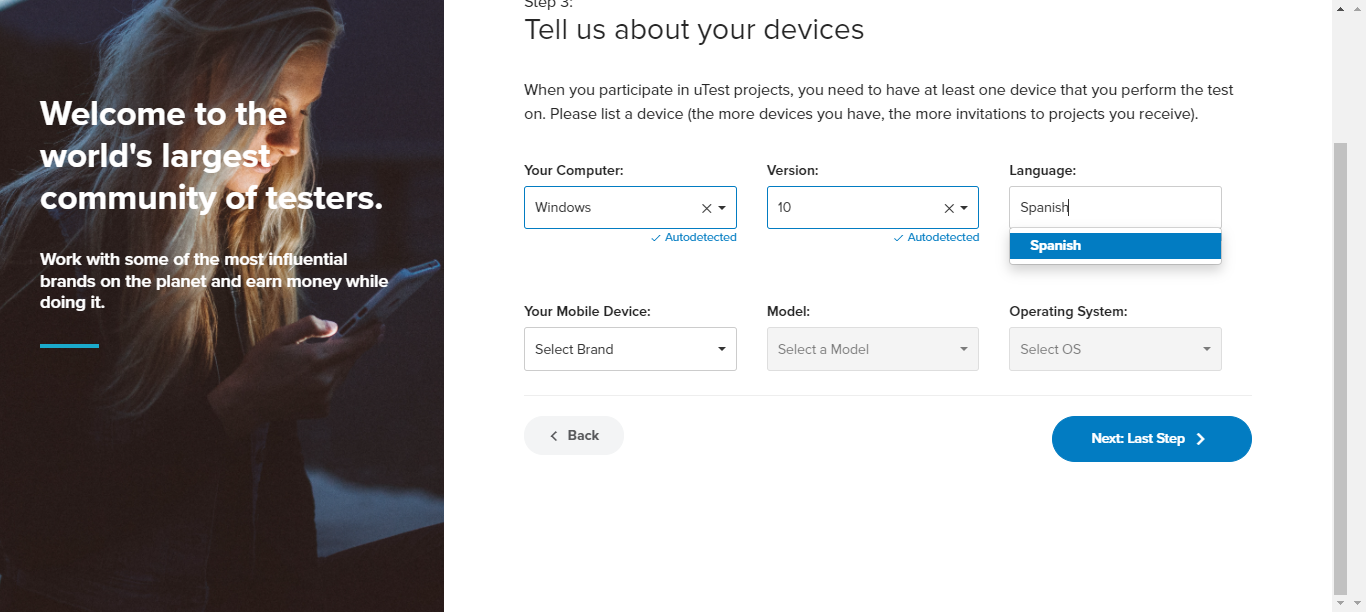 Welcome to the
world's largest
community of testers.
Work with some of the most influential
brands on the planet and earn money while
doing it.
Step 3:
Tell us about your devices
When you participate in uTest projects, you need to have at least one device that you perform the test
on. Please list a device (the more devices you have, the more invitations to projects you receive).
Your Computer:
Windows
Autodetected
Version:
10
Autodetected
Language:
Spanish
Spanish
Your Mobile Device:
Select Brand
Model:
Select a Model
Operating System:
Select OS
Back
Next: Last Step